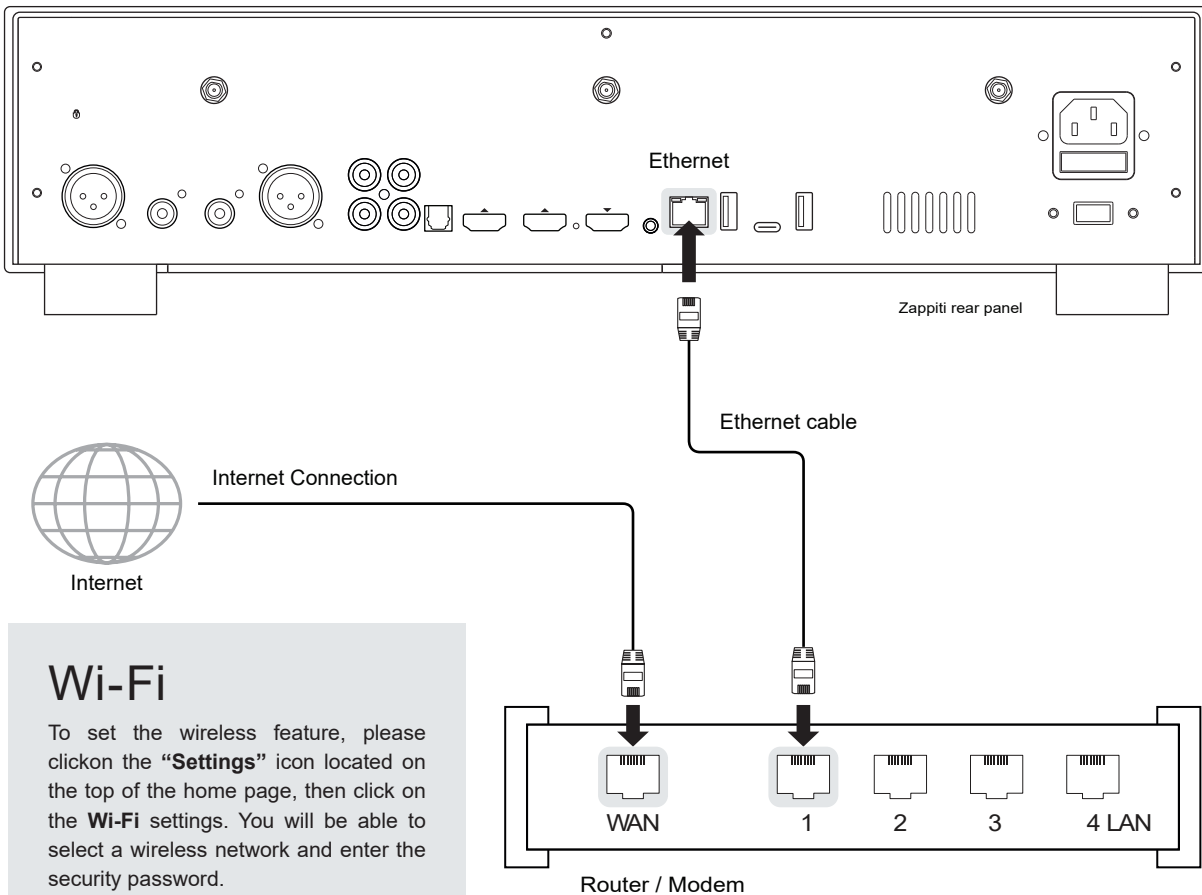 Ethernet
Zappiti rear panel
Ethernet cable
Internet Connection
Internet
Wi-Fi
To set the wireless feature, please
clickon the “Settings” icon located on
the top of the home page, then click on
the Wi-Fi settings. You will be able to
select a wireless network and enter the
security password.
WAN 1 2 3 4 LAN
Router / Modem